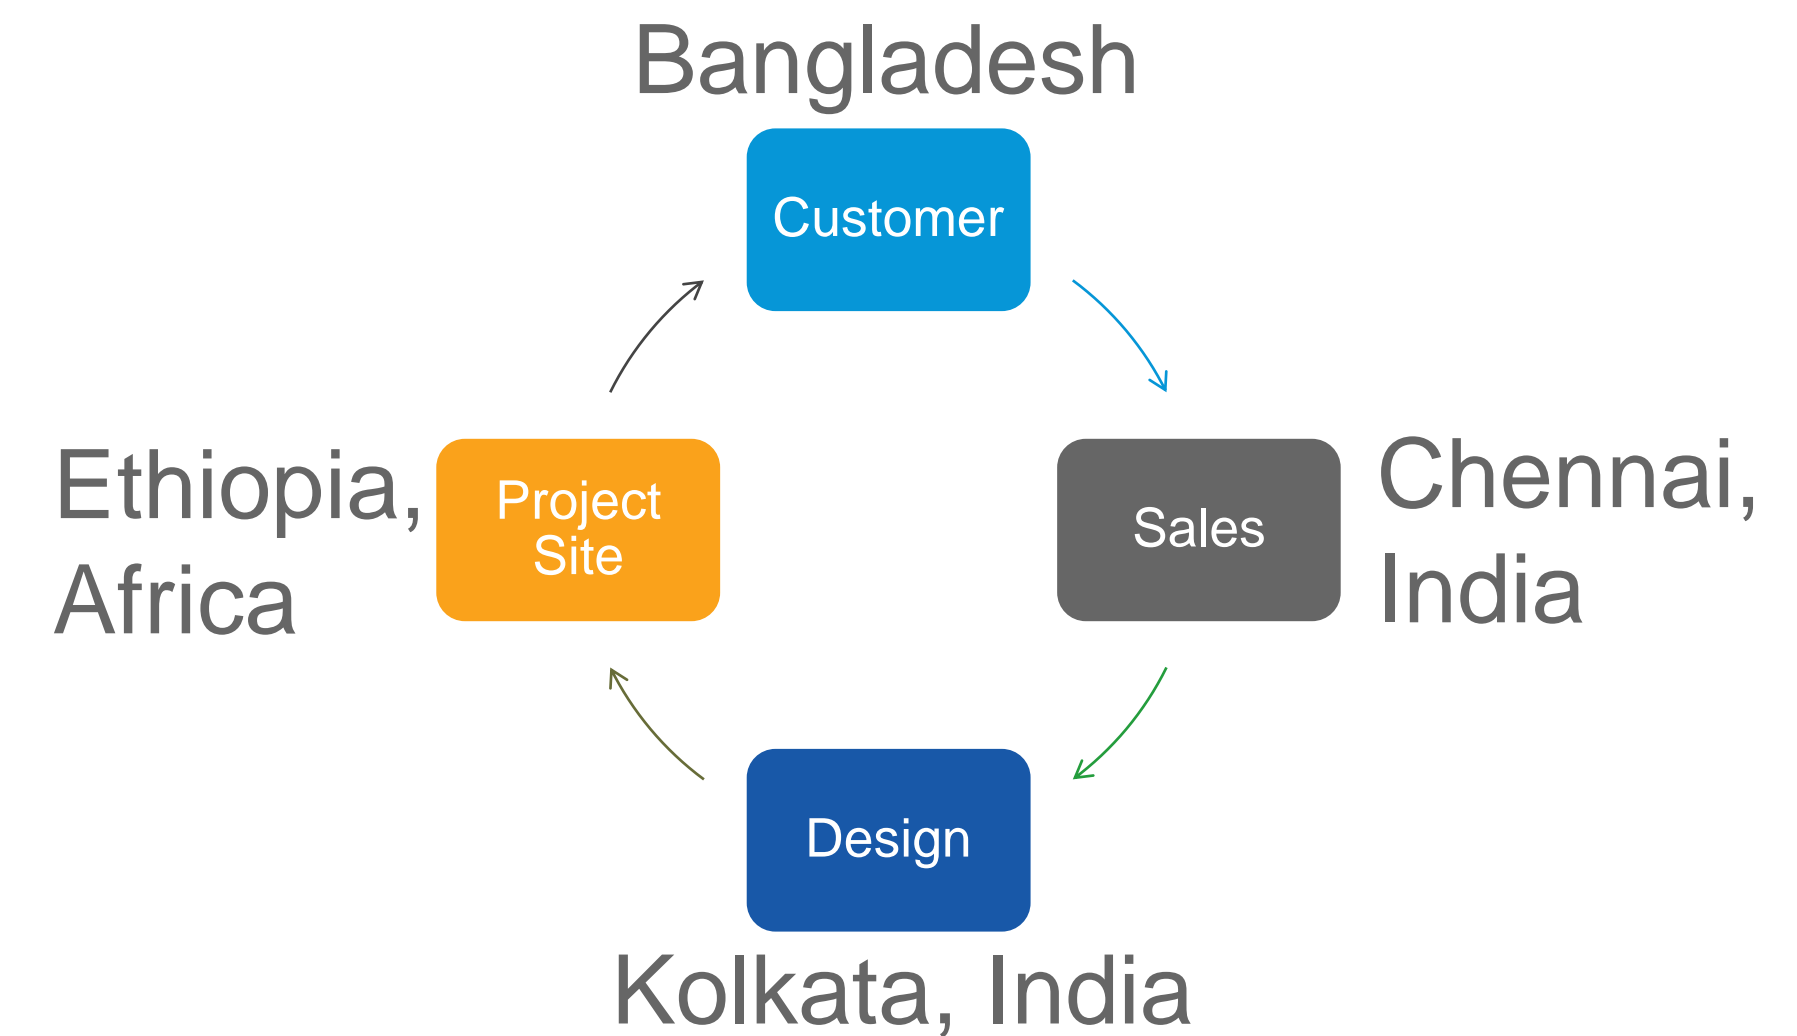 Bangladesh
Customer
Ethiopia,
Africa
Project
Site
Sales
Chennai,
India
Design
Kolkata, India